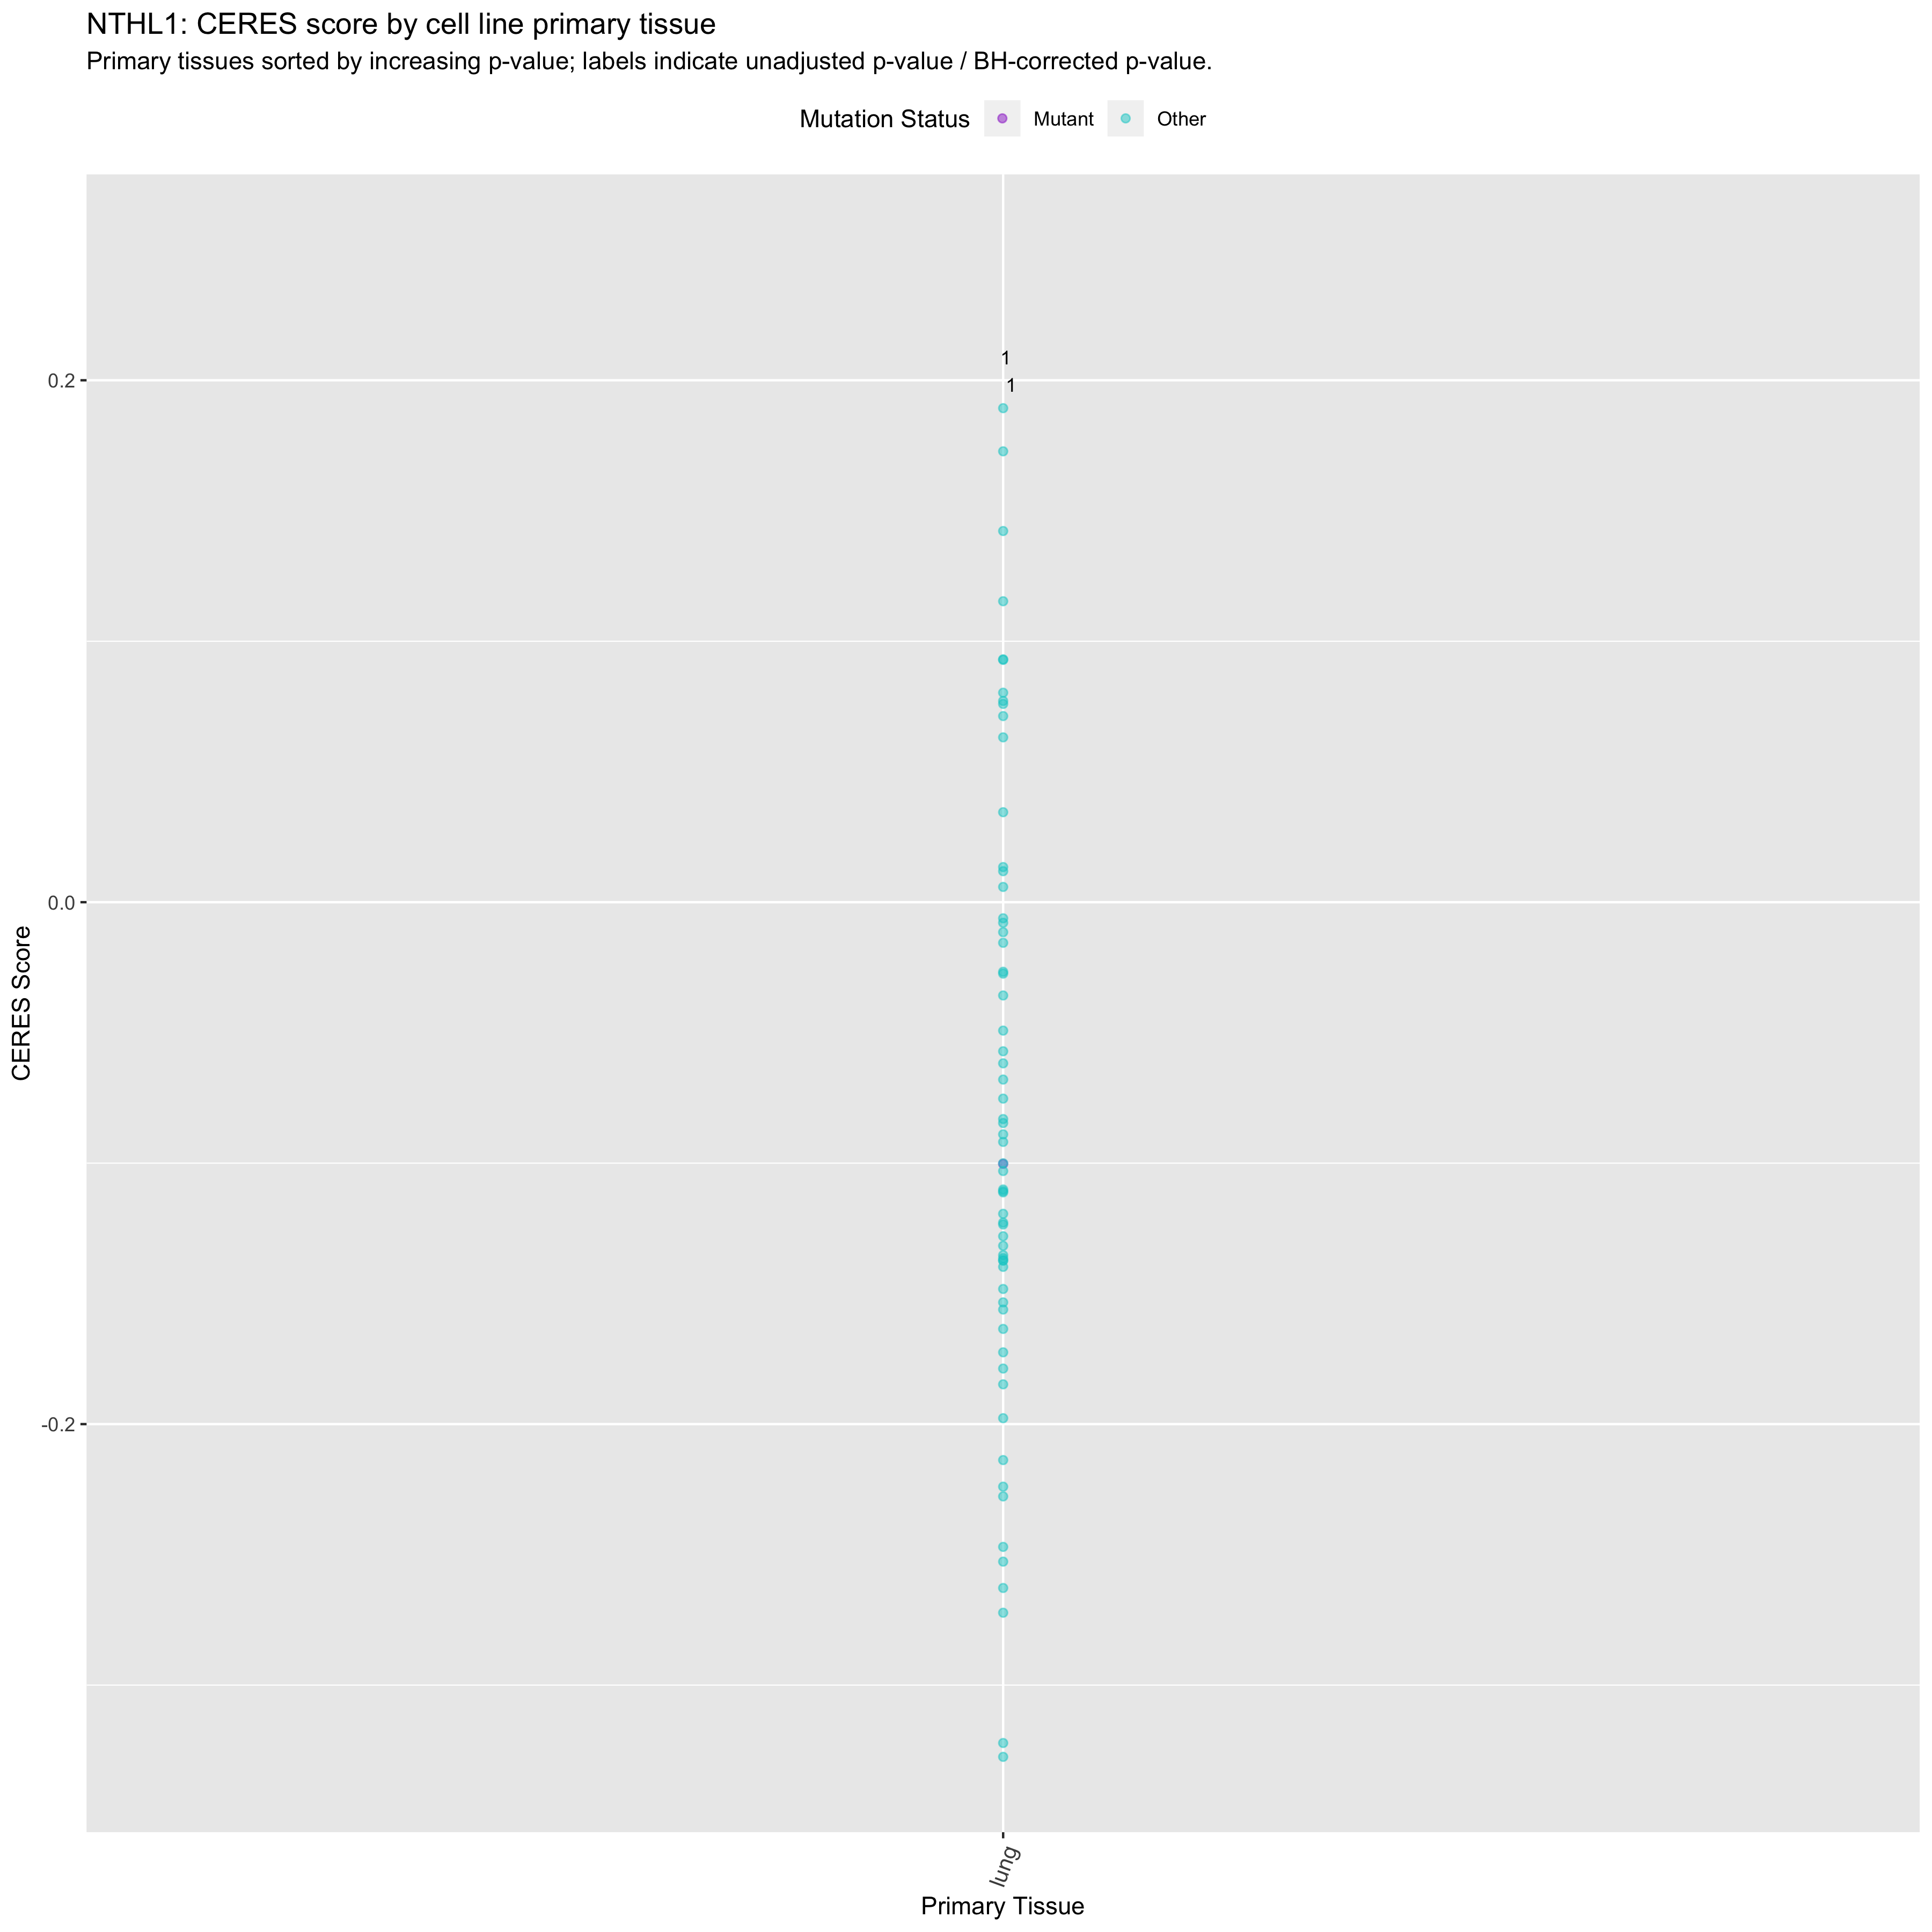 NTHL1: CERES score by cell line primary tissue
Primary tissues sorted by increasing p-value; labels indicate unadjusted p-value / BH-corrected p-value.
Mutation Status Mutant Other
1
1
0.2
0.0
-0.2
CERES Score
lung
Primary Tissue